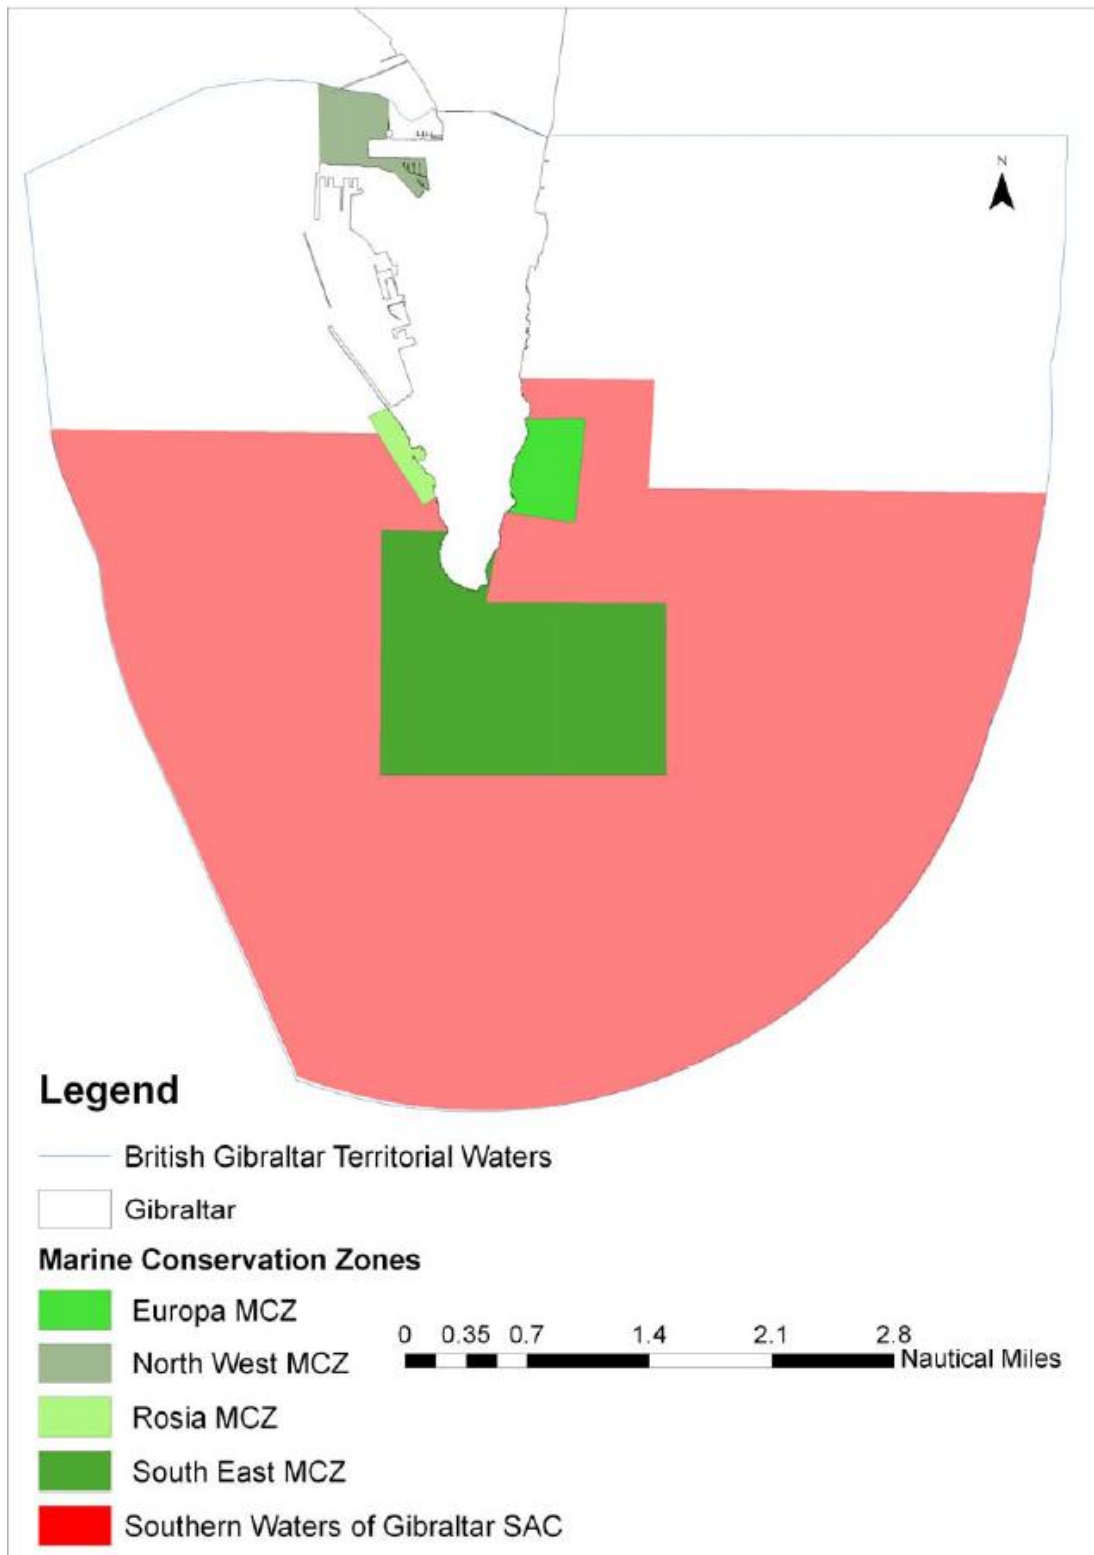 N
Legend
British Gibraltar Territorial Waters
Gibraltar
Marine Conservation Zones
Europa MCZ
North West MCZ
Rosia MCZ
South East MCZ
Southern Waters of Gibraltar SAC
0 0.35 0.7 1.4 2.1 2.8
Nautical Miles